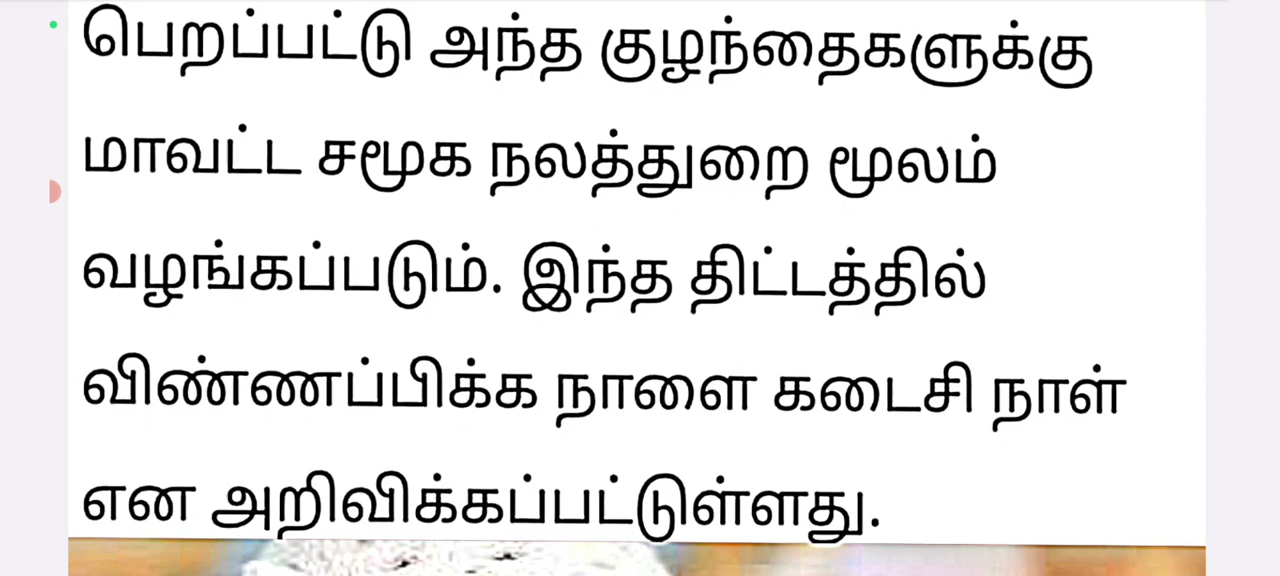 பெறப்பட்டு அந்த குழந்தைகளுக்கு
மாவட்ட சமூக நலத்துறை மூலம்
வழங்கப்படும். இந்த திட்டத்தில்
விண்ணப்பிக்க நாளை கடைசி நாள்
என அறிவிக்கப்பட்டுள்ளது.